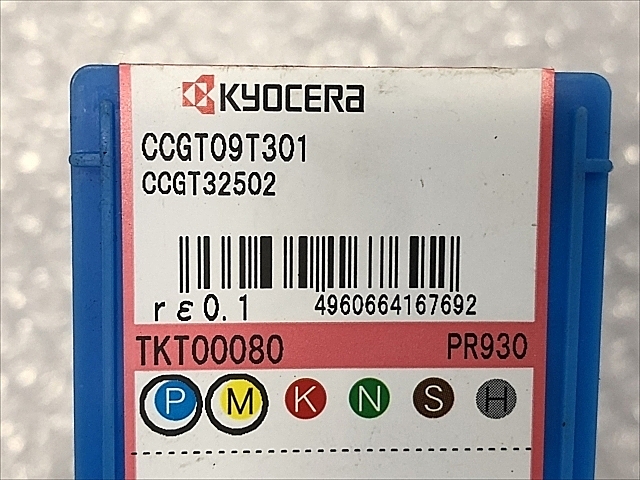 KYOCERA
CCGT09T301
CCGT32502
rε0.1 4960664167692
TKT00080 PR930
P M K N S H